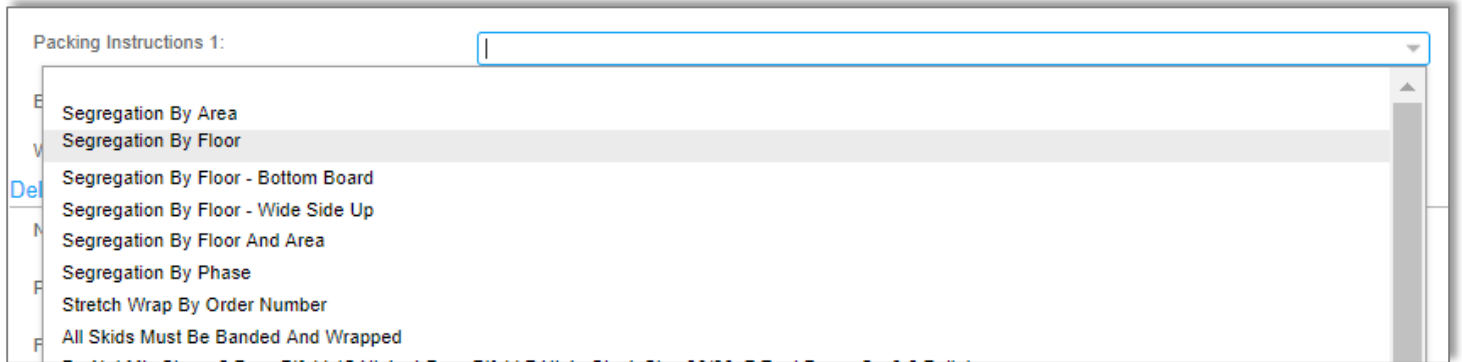 Packing Instructions 1:
Segregation By Area
Segregation By Floor
Segregation By Floor - Bottom Board
Del
Segregation By Floor - Wide Side Up
Segregation By Floor And Area
Segregation By Phase
Stretch Wrap By Order Number
All Skids Must Be Banded And Wrapped